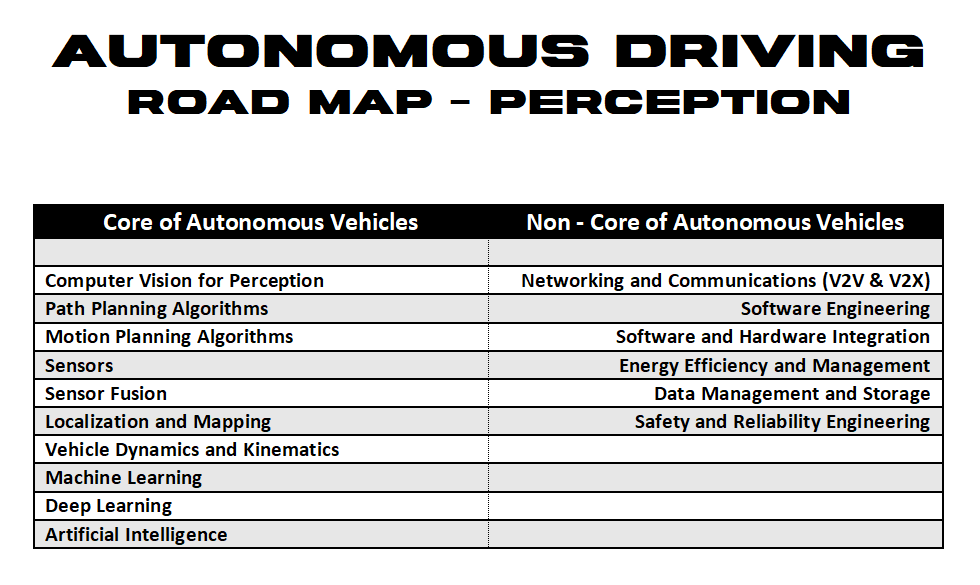 AUTONOMOUS DRIVING
ROAD MAP - PERCEPTION
Core of Autonomous Vehicles Non - Core of Autonomous Vehicles
Computer Vision for Perception Networking and Communications (V2V & V2X)
Path Planning Algorithms Software Engineering
Motion Planning Algorithms Software and Hardware Integration
Sensors Energy Efficiency and Management
Sensor Fusion Data Management and Storage
Localization and Mapping Safety and Reliability Engineering
Vehicle Dynamics and Kinematics
Machine Learning
Deep Learning
Artificial Intelligence